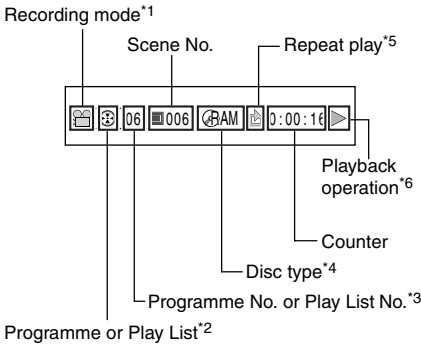 Recording mode*1
Scene No.
Repeat play*5
06 006 RAM 0:00:16
Playback
operation*6
Counter
Disc type*4
Programme No. or Play List No.*3
Programme or Play List*2